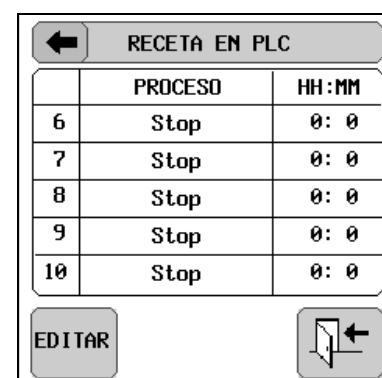 RECETA EN PLC
PROCESO HH:MM
6 Stop 0: 0
7 Stop 0: 0
8 Stop 0: 0
9 Stop 0: 0
10 Stop 0: 0
EDITAR